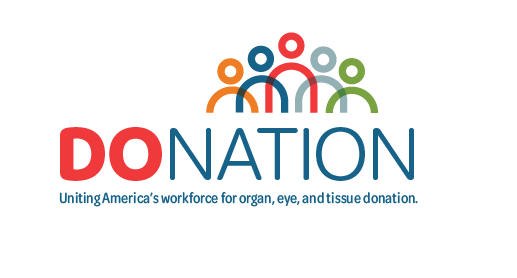 DONATION
Uniting America's workforce for organ, eye, and tissue donation.